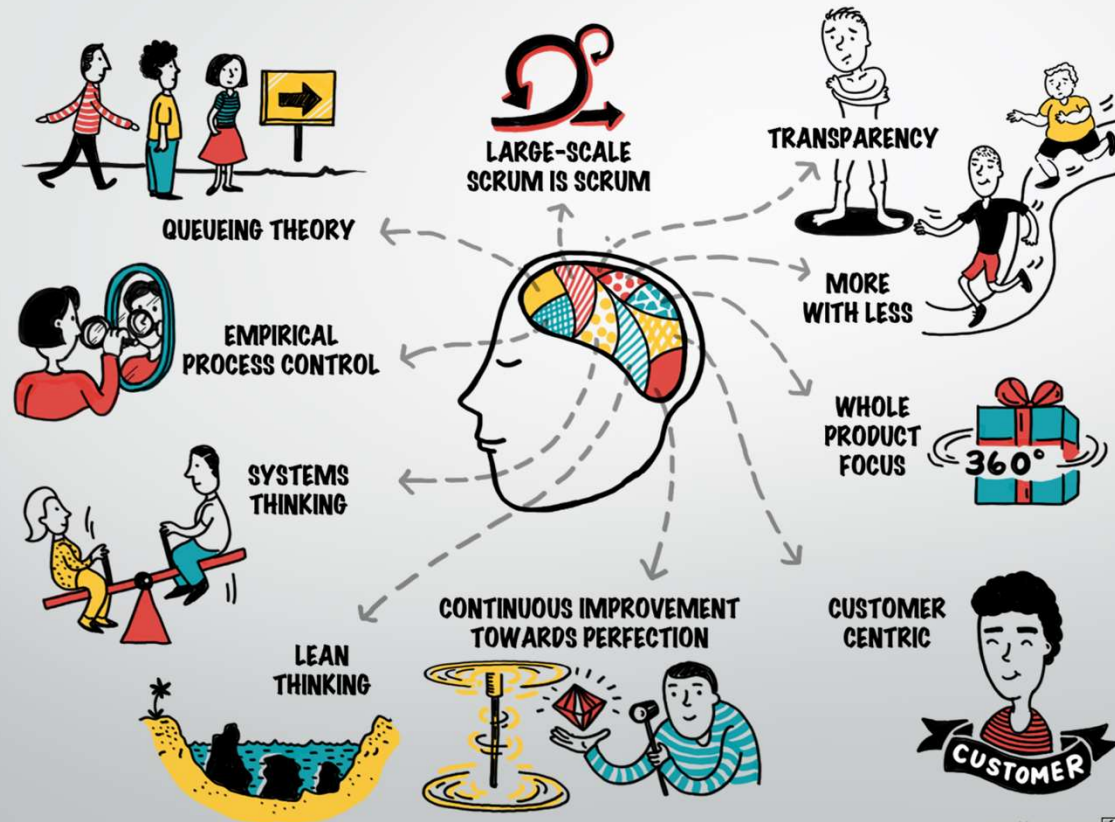 LARGE-SCALE
SCRUM IS SCRUM
TRANSPARENCY
QUEUEING THEORY
MORE
WITH LESS
EMPIRICAL
PROCESS CONTROL
WHOLE
PRODUCT
FOCUS
360°
SYSTEMS
THINKING
CONTINUOUS IMPROVEMENT
TOWARDS PERFECTION
CUSTOMER
CENTRIC
LEAN
THINKING
CUSTOMER